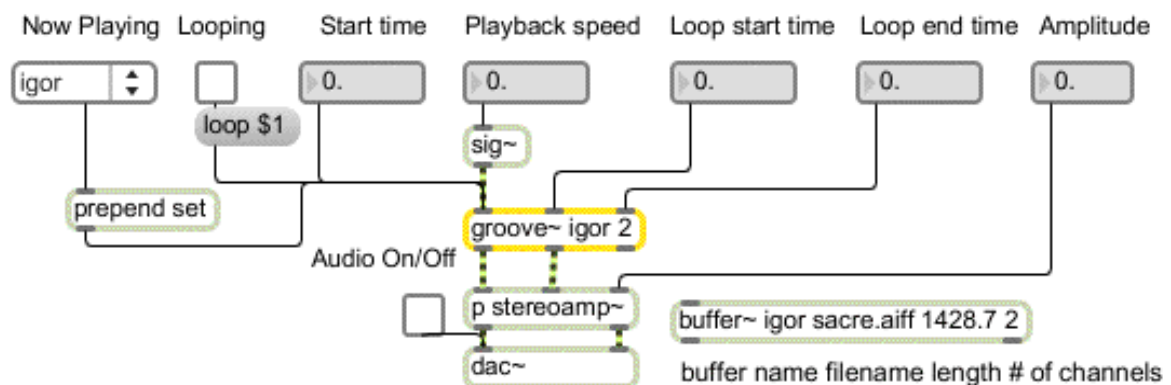 Now Playing Looping Start time Playback speed Loop start time Loop end time Amplitude
igor 0. 0. 0. 0. 0.
loop $1
sig~
prepend set
groove~ igor 2
Audio On/Off
p stereoamp~
buffer~ igor sacre.aiff 1428.7 2
dac~
buffer name filename length # of channels